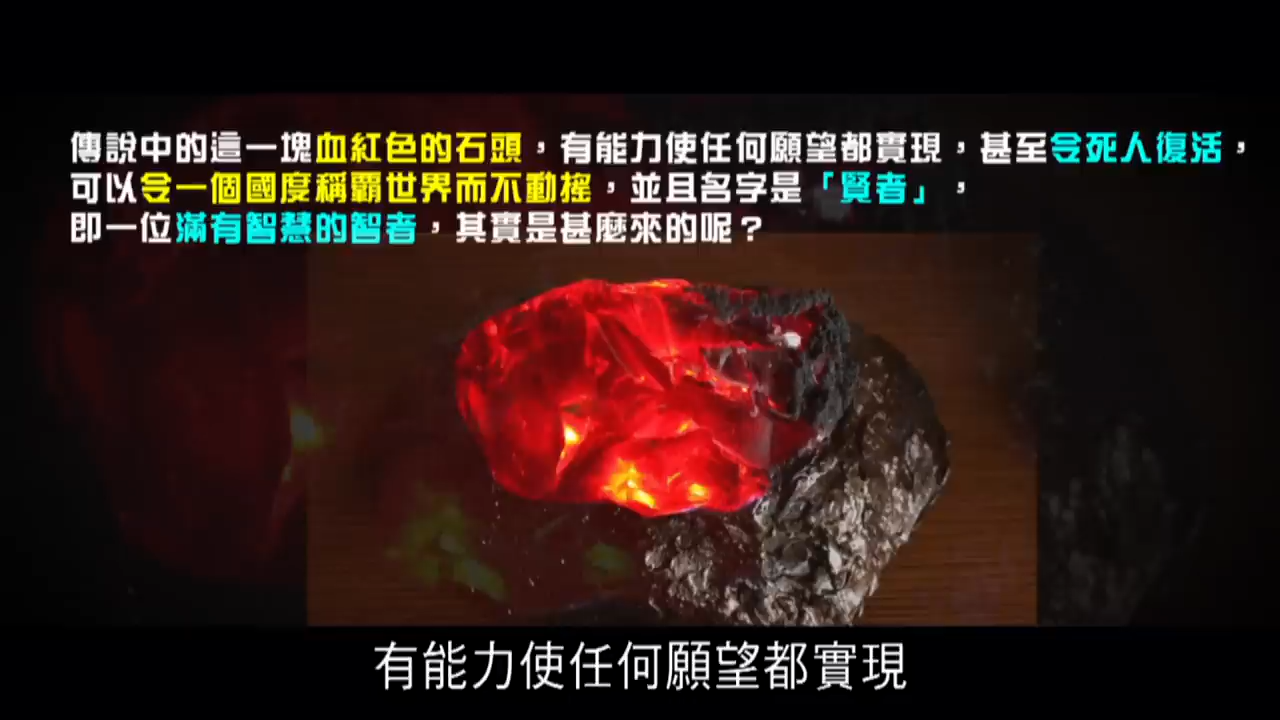 傳說中的這一塊血紅色的石頭，有能力使任何願望都實現，甚至令死人復活，
可以令一個國度稱霸世界而不動搖，並且名字是「賢者」，
即一位滿有智慧的智者，其實是甚麼來的呢？
有能力使任何願望都實現